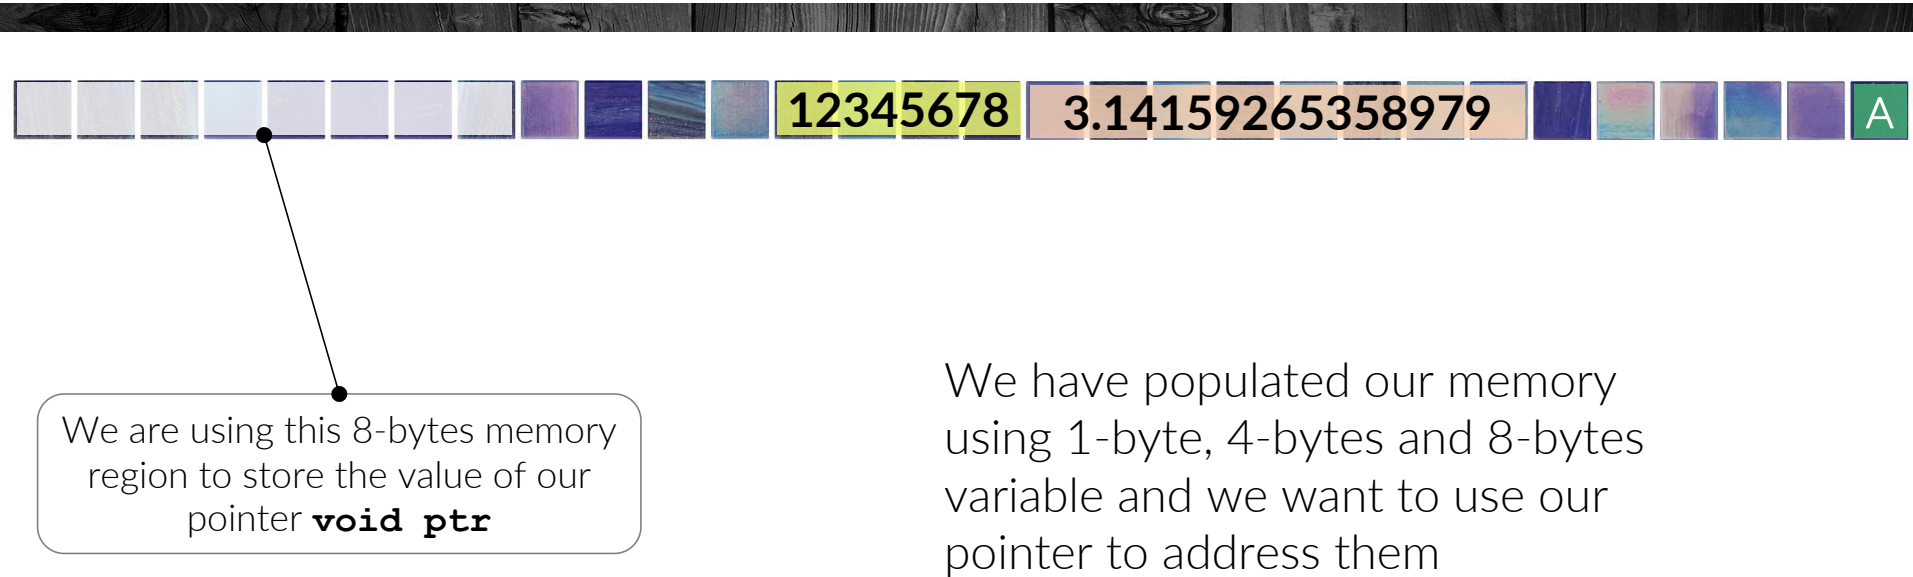 12345678 3.14159265358979 A
We are using this 8-bytes memory
region to store the value of our
pointer void ptr
We have populated our memory
using 1-byte, 4-bytes and 8-bytes
variable and we want to use our
pointer to address them